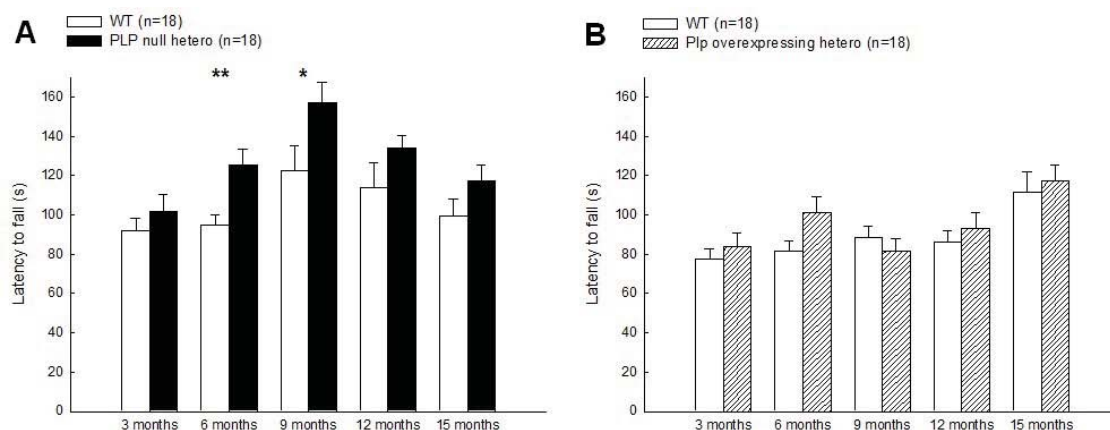 A
WT (n=18)
PLP null hetero (n=18)
** *
Latency to fall (s)
160
140
120
100
80
60
40
20
0
3 months 6 months 9 months 12 months 15 months
B
WT (n=18)
Plp overexpressing hetero (n=18)
Latency to fall (s)
160
140
120
100
80
60
40
20
0
3 months 6 months 9 months 12 months 15 months